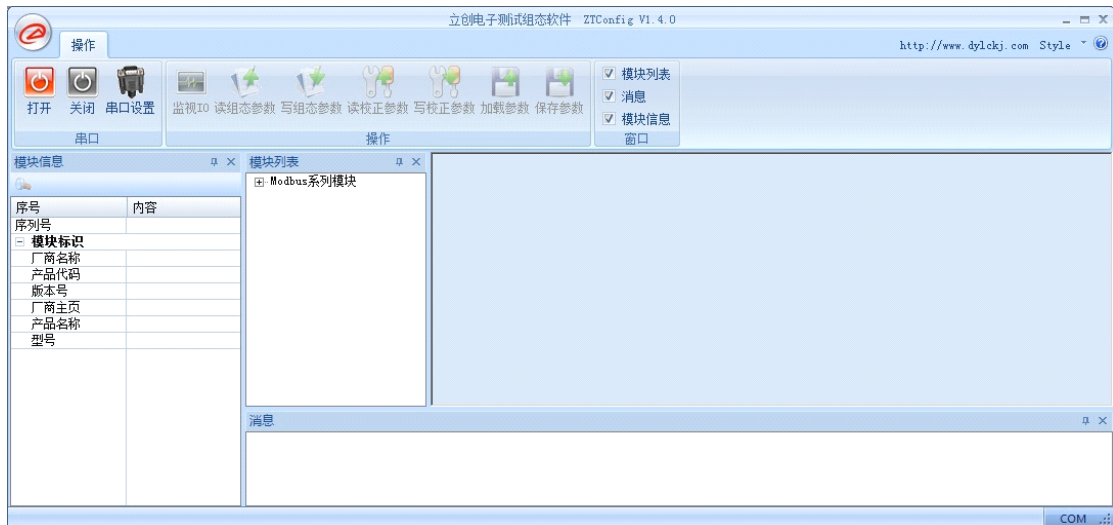 立创电子测试组态软件 ZTConfig V1.4.0
操作
http://www.dylckj.com Style
打开 关闭 串口设置
串口
监视IO 读组态参数 写组态参数 读校正参数 写校正参数 加载参数 保存参数
操作
模块列表
消息
模块信息
窗口
模块信息
序号 内容
序列号
模块标识
厂商名称
产品代码
版本号
厂商主页
产品名称
型号
模块列表
Modbus系列模块
消息
COM